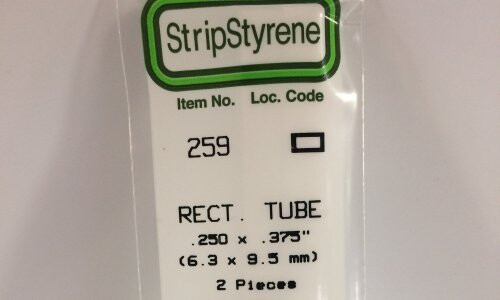 StripStyrene
Item No. Loc. Code
259
RECT. TUBE
.250 x .375"
(6.3 x 9.5 mm)
2 Pieces